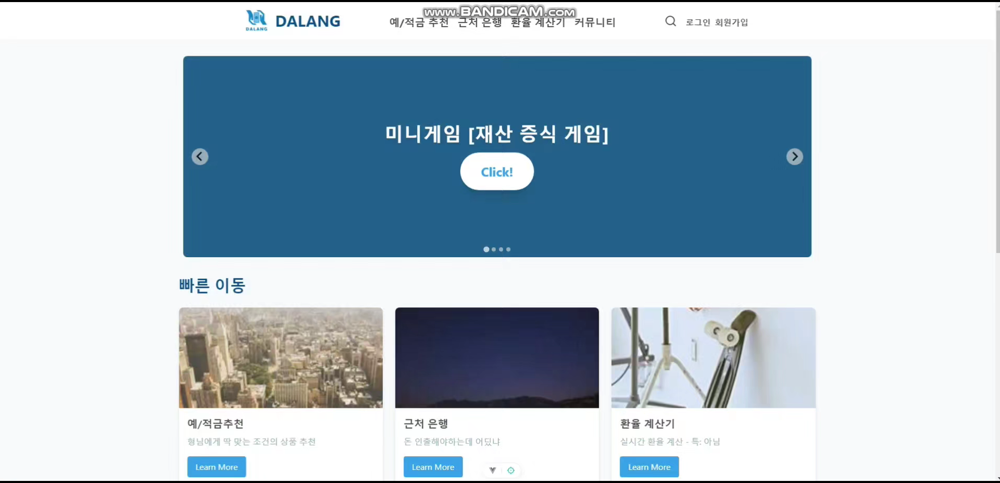 www.BANDICAM.com
DALANG
DALANG
예/적금 추천 근처 은행 환율 계산기 커뮤니티
로그인 회원가입
미니게임 [재산 증식 게임]
Click!
빠른 이동
예/적금추천
형님에게 딱 맞는 조건의 상품 추천
Learn More
근처 은행
돈 인출해야하는데 어딨냐
Learn More
환율 계산기
실시간 환율 계산 - 특: 아님
Learn More